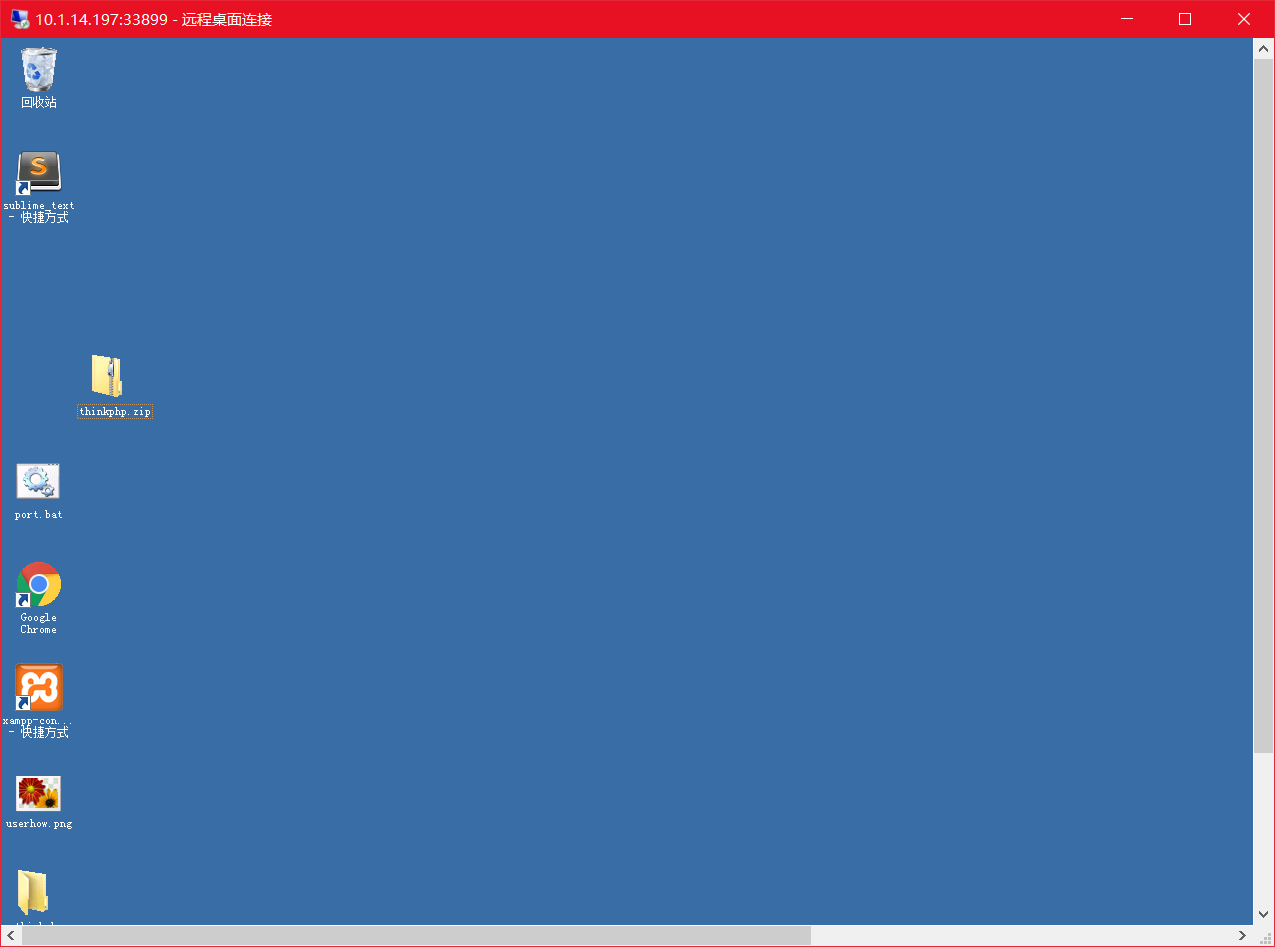 10.1.14.197:33899 - 远程桌面连接
回收站
sublime_text
- 快捷方式
thinkphp.zip
port.bat
Google
Chrome
xampp-con...
- 快捷方式
userhow.png